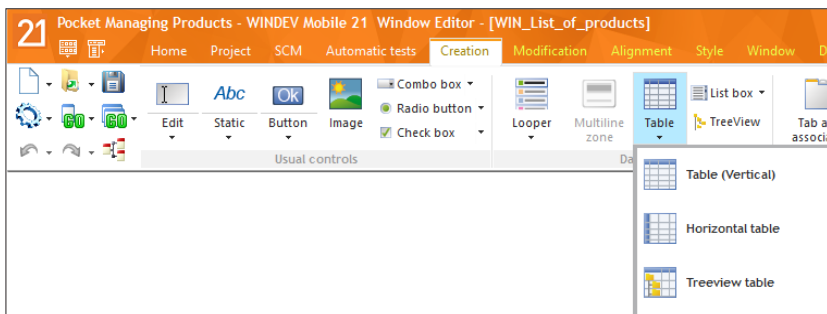 21 Pocket Managing Products - WINDEV Mobile 21 Window Editor - [WIN_List_of_products]
Home Project SCM Automatic tests Creation Modification Alignment Style Window D
Abc Ok Combo box
Radio button
GO GO Edit Static Button Image Check box Looper Multiline zone Table List box TreeView Tab a
associa
Usual controls Da
Table (Vertical)
Horizontal table
Treeview table